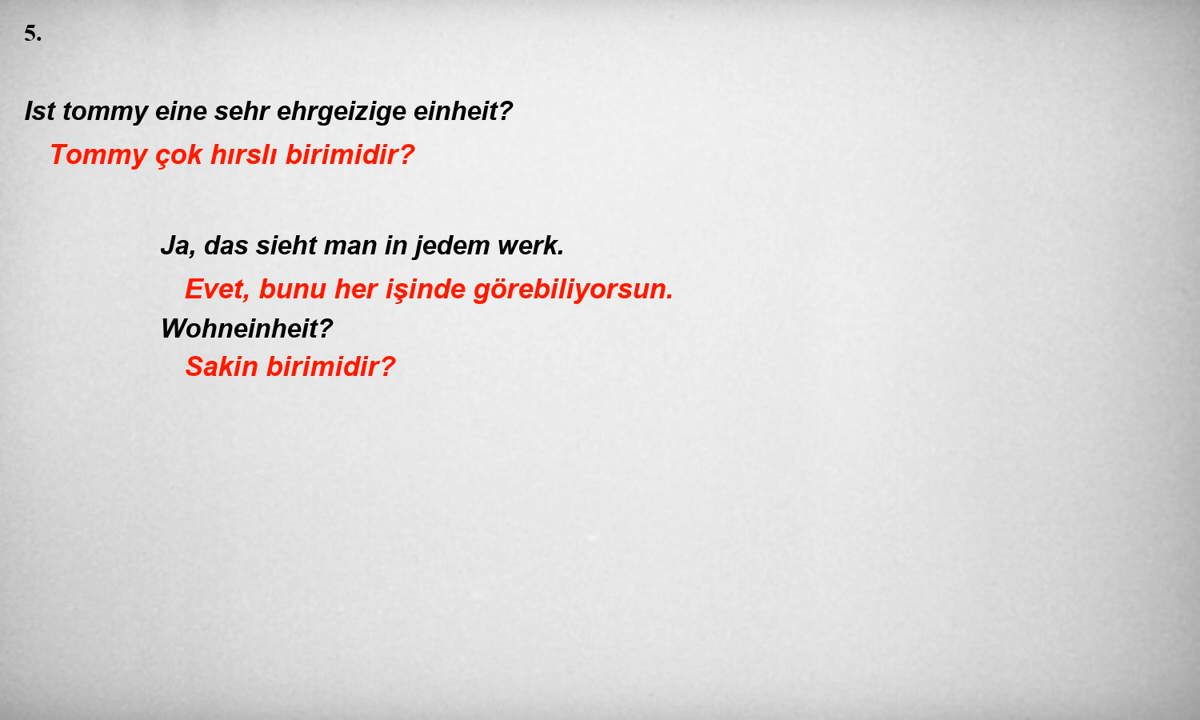 5.
Ist tommy eine sehr ehrgeizige einheit?
Tommy çok hırslı birimidir?
Ja, das sieht man in jedem werk.
Evet, bunu her işinde görebiliyorsun.
Wohneinheit?
Sakin birimidir?